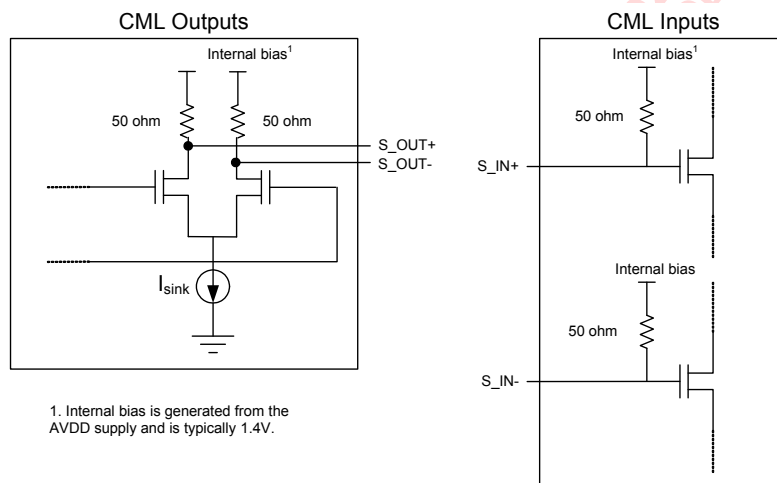 CML Outputs
Internal bias1
50 ohm
50 ohm
S_OUT+
S_OUT-
Isink
1. Internal bias is generated from the
AVDD supply and is typically 1.4V.
CML Inputs
Internal bias1
50 ohm
S_IN+
Internal bias
50 ohm
S_IN-